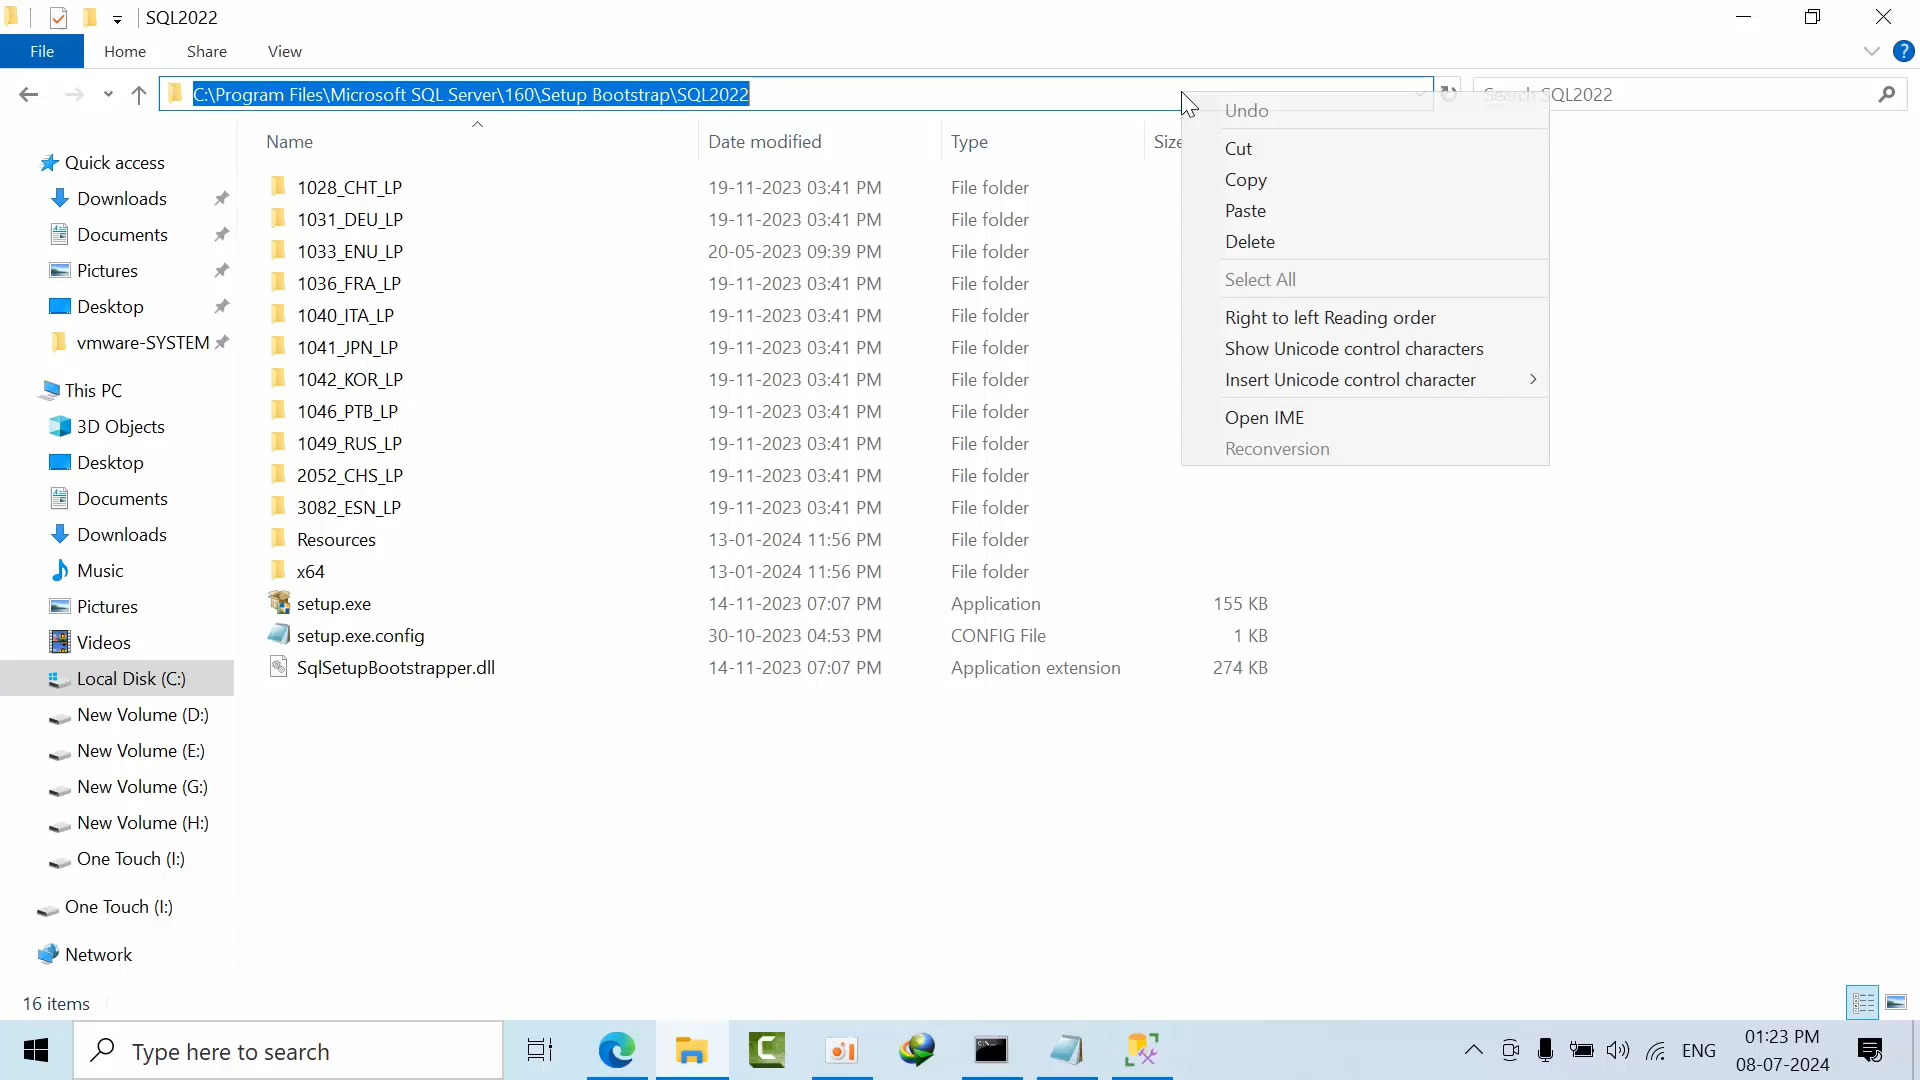 SQL2022
File
Home
Share
View
?
C:\Program Files\Microsoft SQL Server\160\Setup Bootstrap\SQL2022
Search SQL2022
Undo
Cut
Copy
Paste
Delete
Select All
Right to left Reading order
Show Unicode control characters
Insert Unicode control character
Open IME
Reconversion
Quick access
Downloads
Documents
Pictures
Desktop
vmware-SYSTEM
This PC
3D Objects
Desktop
Documents
Downloads
Music
Pictures
Videos
Local Disk (C:)
New Volume (D:)
New Volume (E:)
New Volume (G:)
New Volume (H:)
One Touch (I:)
One Touch (I:)
Network
Name Date modified Type Size
1028_CHT_LP 19-11-2023 03:41 PM File folder
1031_DEU_LP 19-11-2023 03:41 PM File folder
1033_ENU_LP 20-05-2023 09:39 PM File folder
1036_FRA_LP 19-11-2023 03:41 PM File folder
1040_ITA_LP 19-11-2023 03:41 PM File folder
1041_JPN_LP 19-11-2023 03:41 PM File folder
1042_KOR_LP 19-11-2023 03:41 PM File folder
1046_PTB_LP 19-11-2023 03:41 PM File folder
1049_RUS_LP 19-11-2023 03:41 PM File folder
2052_CHS_LP 19-11-2023 03:41 PM File folder
3082_ESN_LP 19-11-2023 03:41 PM File folder
Resources 13-01-2024 11:56 PM File folder
x64 13-01-2024 11:56 PM File folder
setup.exe 14-11-2023 07:07 PM Application 155 KB
setup.exe.config 30-10-2023 04:53 PM CONFIG File 1 KB
SqlSetupBootstrapper.dll 14-11-2023 07:07 PM Application extension 274 KB
16 items
Type here to search
ENG
01:23 PM
08-07-2024